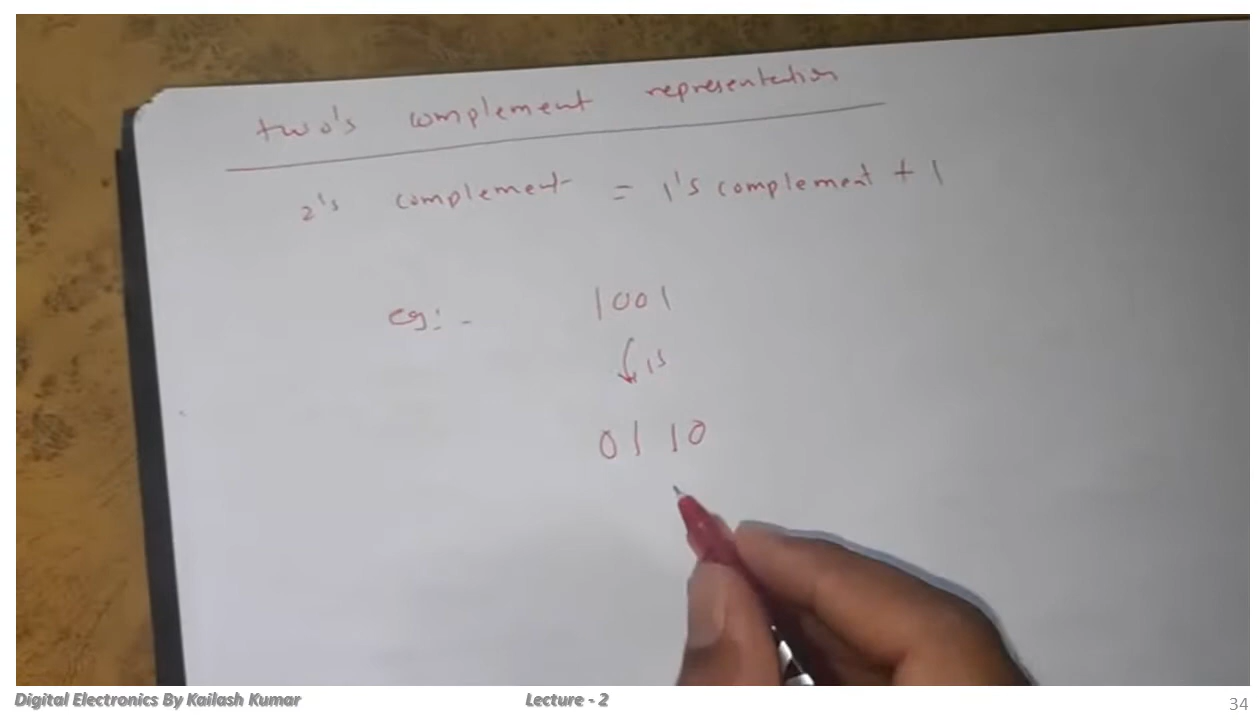 two's complement representation
2's complement = 1's complement + 1
eg:- 1001
1s
0110
Digital Electronics By Kailash Kumar Lecture - 2 34